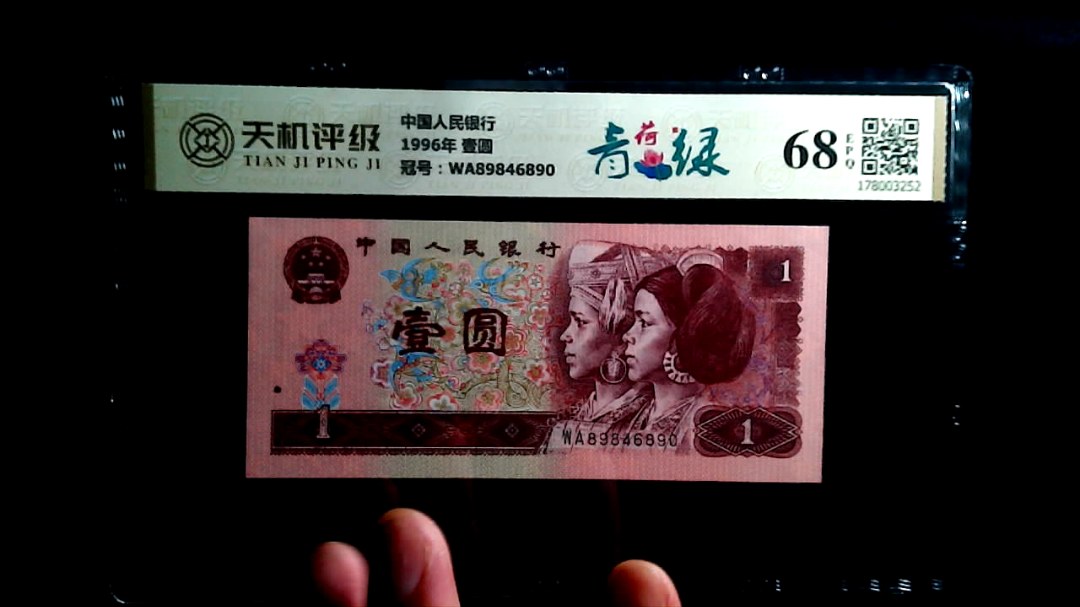 天机评级
TIAN JI PING JI
中国人民银行
1996年 壹圆
冠号：WA89846890
青荷绿
68
EPQ
178003252
中国人民银行
1
壹圆
1
WA89846890
1